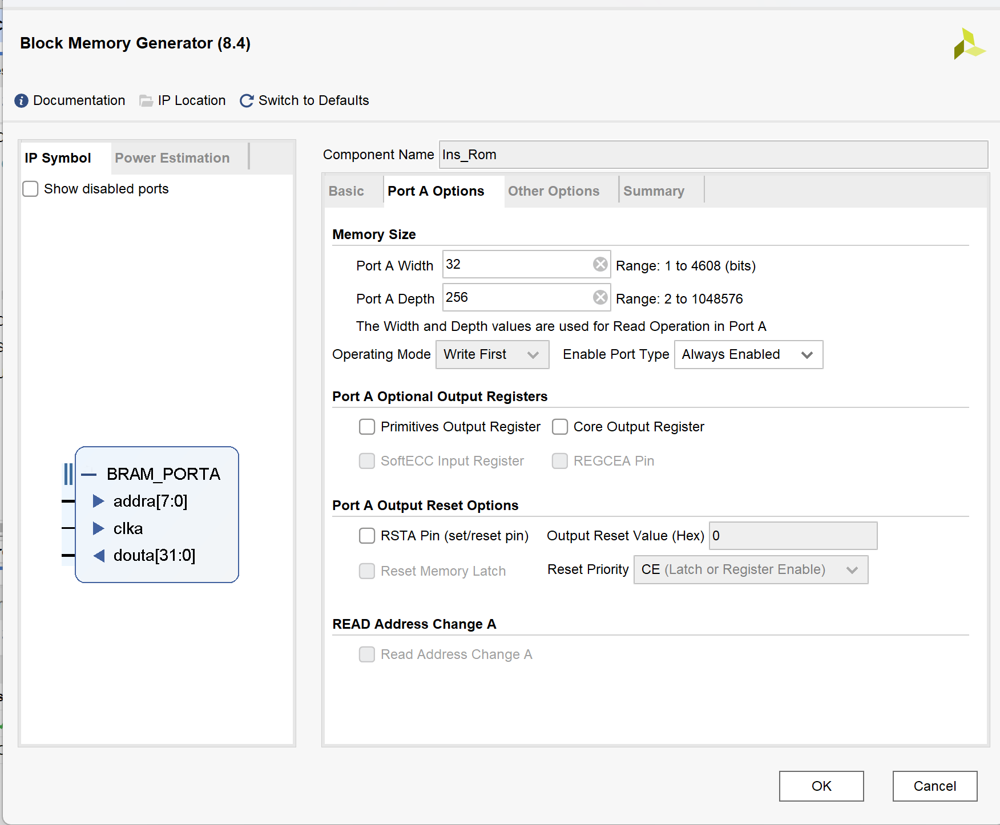 Block Memory Generator (8.4)
Documentation IP Location Switch to Defaults
IP Symbol Power Estimation
Show disabled ports
BRAM_PORTA
addra[7:0]
clka
douta[31:0]
Component Name Ins_Rom
Basic Port A Options Other Options Summary
Memory Size
Port A Width 32 Range: 1 to 4608 (bits)
Port A Depth 256 Range: 2 to 1048576
The Width and Depth values are used for Read Operation in Port A
Operating Mode Write First Enable Port Type Always Enabled
Port A Optional Output Registers
Primitives Output Register Core Output Register
SoftECC Input Register REGCEA Pin
Port A Output Reset Options
RSTA Pin (set/reset pin) Output Reset Value (Hex) 0
Reset Memory Latch Reset Priority CE (Latch or Register Enable)
READ Address Change A
Read Address Change A
OK Cancel